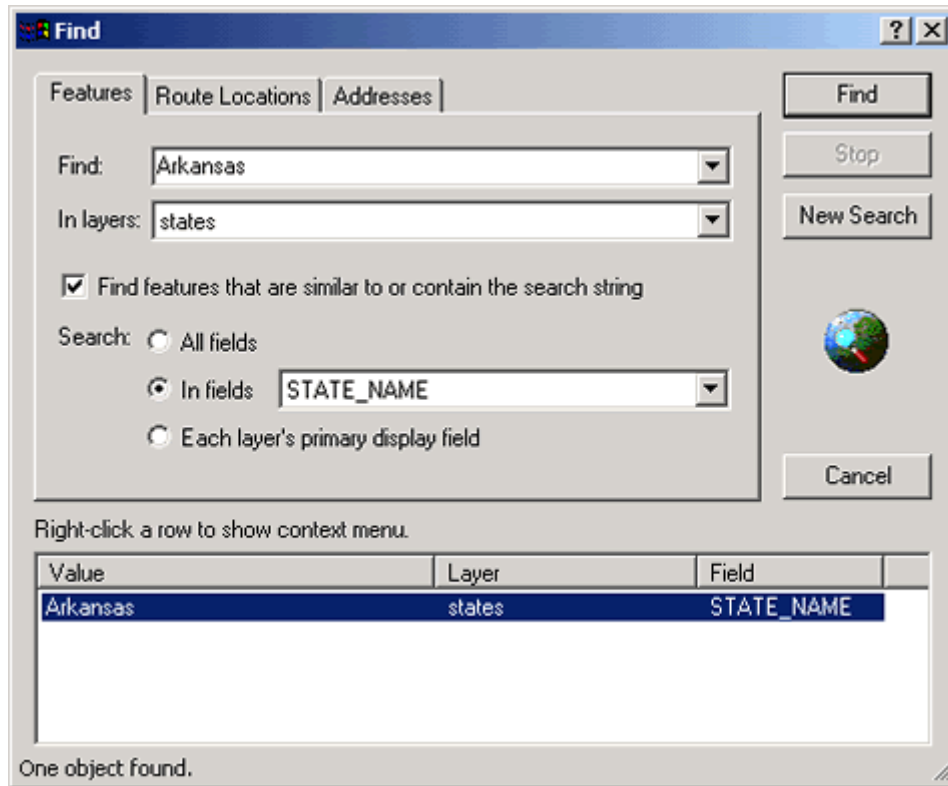 Find
Features Route Locations Addresses
Find
Find: Arkansas
Stop
In layers: states
New Search
Find features that are similar to or contain the search string
Search: All fields
In fields STATE_NAME
Each layer's primary display field
Cancel
Right-click a row to show context menu.
Value Layer Field
Arkansas states STATE_NAME
One object found.